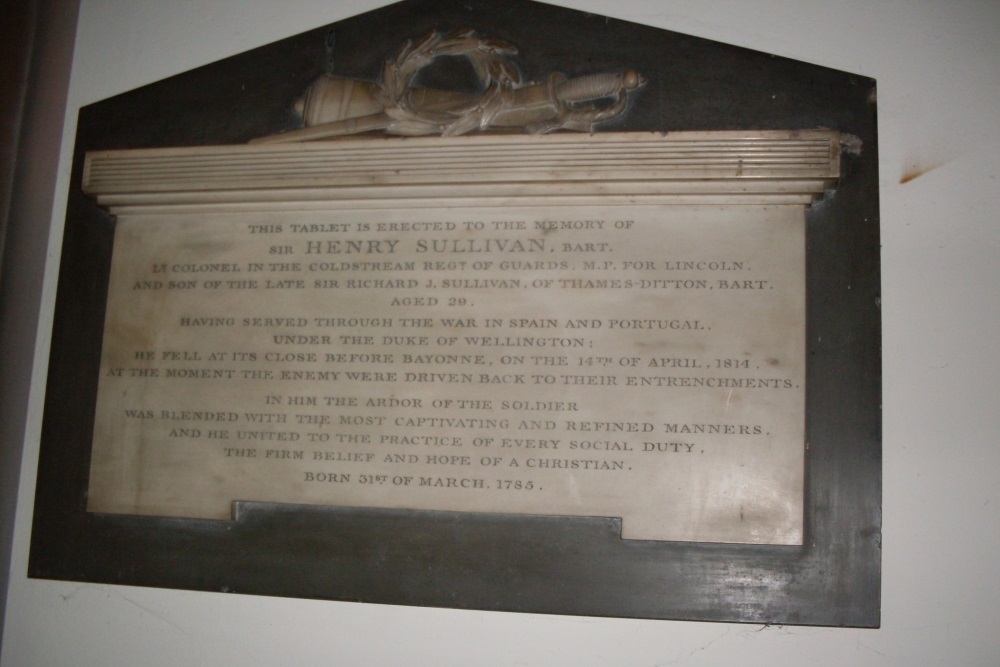 THIS TABLET IS ERECTED TO THE MEMORY OF
SIR HENRY SULLIVAN, BART.
LT COLONEL IN THE COLDSTREAM REGT OF GUARDS, M.P. FOR LINCOLN,
AND SON OF THE LATE SIR RICHARD J. SULLIVAN, OF THAMES-DITTON, BART.
AGED 29.
HAVING SERVED THROUGH THE WAR IN SPAIN AND PORTUGAL,
UNDER THE DUKE OF WELLINGTON:
HE FELL AT ITS CLOSE BEFORE BAYONNE, ON THE 14TH OF APRIL, 1814,
AT THE MOMENT THE ENEMY WERE DRIVEN BACK TO THEIR ENTRENCHMENTS.
IN HIM THE ARDOR OF THE SOLDIER
WAS BLENDED WITH THE MOST CAPTIVATING AND REFINED MANNERS,
AND HE UNITED TO THE PRACTICE OF EVERY SOCIAL DUTY,
THE FIRM BELIEF AND HOPE OF A CHRISTIAN.
BORN 31ST OF MARCH, 1785.